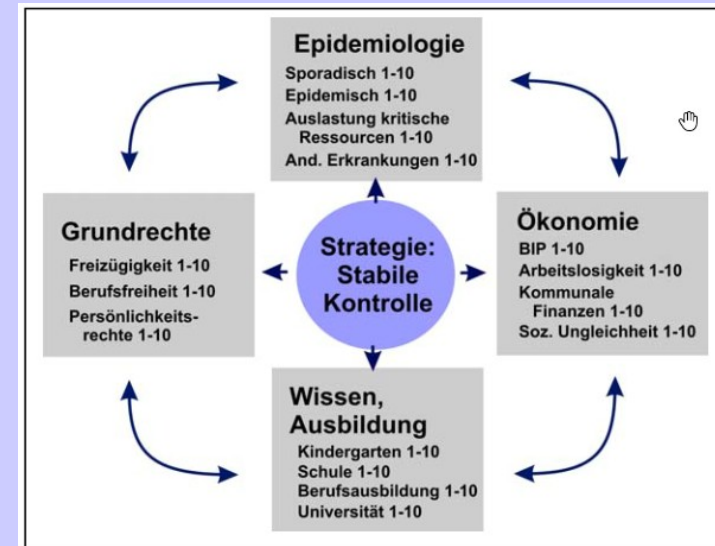 Epidemiologie
Sporadisch 1-10
Epidemisch 1-10
Auslastung kritische
Ressourcen 1-10
And. Erkrankungen 1-10
Grundrechte
Freizügigkeit 1-10
Berufsfreiheit 1-10
Persönlichkeits-
rechte 1-10
Strategie:
Stabile
Kontrolle
Ökonomie
BIP 1-10
Arbeitslosigkeit 1-10
Kommunale
Finanzen 1-10
Soz. Ungleichheit 1-10
Wissen,
Ausbildung
Kindergarten 1-10
Schule 1-10
Berufsausbildung 1-10
Universität 1-10